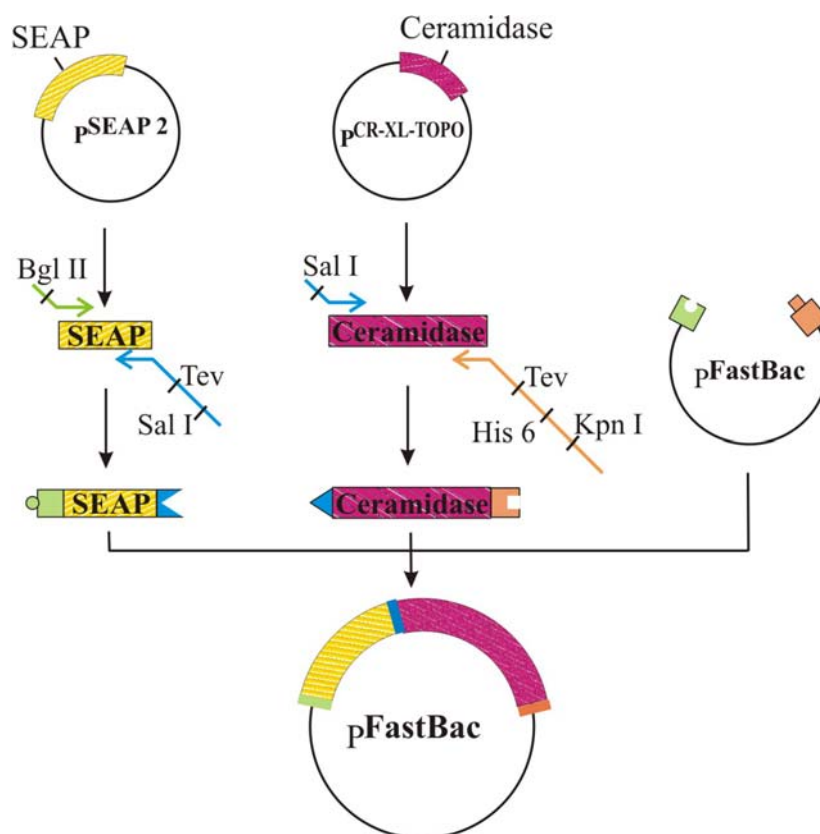 SEAP
Ceramidase
pSEAP 2
pCR-XL-TOPO
Bgl II
Sal I
SEAP
Ceramidase
pFastBac
Tev
Sal I
Tev
His 6
Kpn I
SEAP
Ceramidase
pFastBac